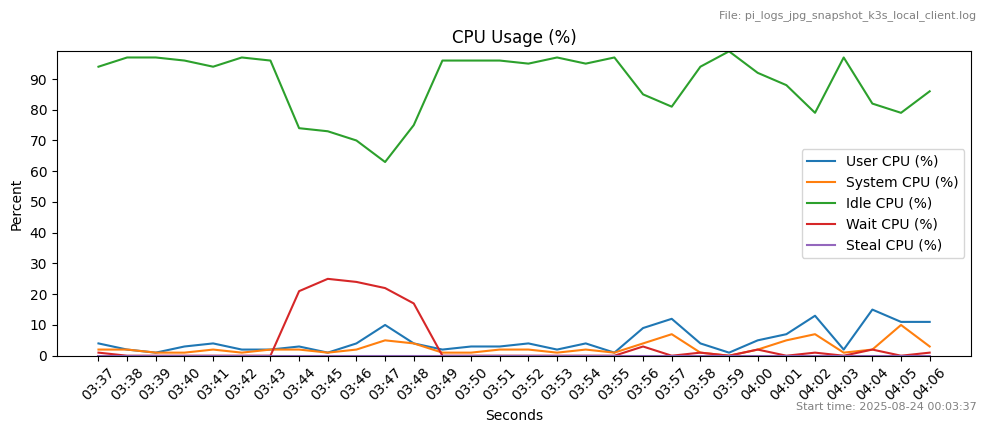 File: pi_logs_jpg_snapshot_k3s_local_client.log
CPU Usage (%)
90
80
70
60
50
40
30
20
10
0
Percent
User CPU (%)
System CPU (%)
Idle CPU (%)
Wait CPU (%)
Steal CPU (%)
03:37 03:38 03:39 03:40 03:41 03:42 03:43 03:44 03:45 03:46 03:47 03:48 03:49 03:50 03:51 03:52 03:53 03:54 03:55 03:56 03:57 03:58 03:59 04:00 04:01 04:02 04:03 04:04 04:05 04:06
Seconds
Start time: 2025-08-24 00:03:37